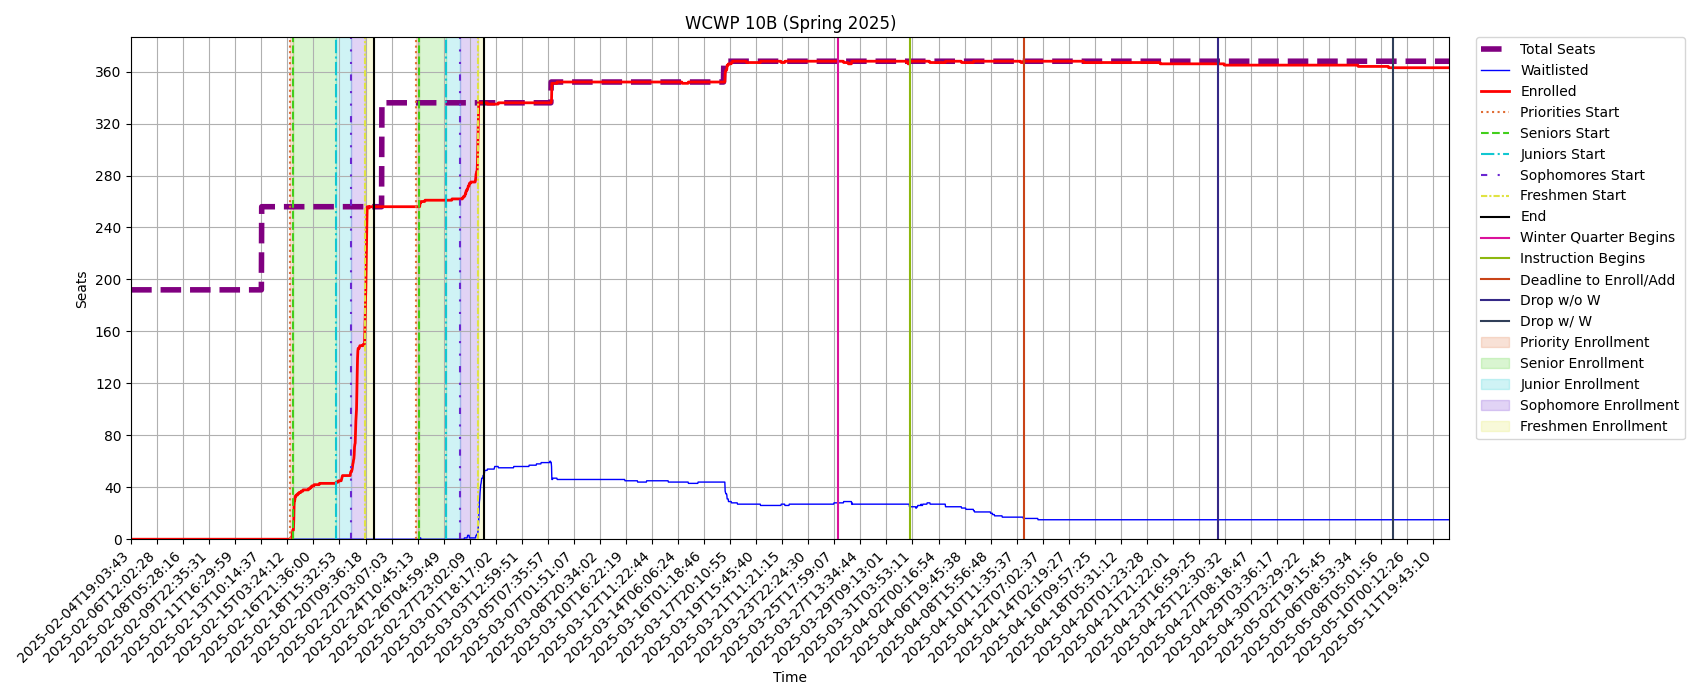 WCWP 10B (Spring 2025)
Seats
360
320
280
240
200
160
120
80
40
0
2025-02-04T19:03:43
2025-02-06T12:02:28
2025-02-08T05:28:16
2025-02-09T22:35:31
2025-02-11T16:29:59
2025-02-13T10:14:37
2025-02-15T03:24:12
2025-02-16T21:36:00
2025-02-18T15:32:53
2025-02-20T09:36:18
2025-02-22T03:07:03
2025-02-24T10:45:13
2025-02-26T04:59:49
2025-02-27T23:02:09
2025-03-01T18:17:02
2025-03-03T12:59:51
2025-03-05T07:35:57
2025-03-07T01:51:07
2025-03-08T20:34:02
2025-03-10T16:22:19
2025-03-12T11:22:44
2025-03-14T06:06:24
2025-03-16T01:18:46
2025-03-17T20:10:55
2025-03-19T15:45:40
2025-03-21T11:21:15
2025-03-23T22:24:30
2025-03-25T17:59:07
2025-03-27T13:34:44
2025-03-29T09:13:01
2025-03-31T03:53:11
2025-04-02T00:16:54
2025-04-06T19:45:38
2025-04-08T15:56:48
2025-04-10T11:35:37
2025-04-12T07:02:37
2025-04-14T02:19:27
2025-04-16T09:57:25
2025-04-18T05:31:12
2025-04-20T01:23:28
2025-04-21T21:22:01
2025-04-23T16:59:25
2025-04-25T12:30:32
2025-04-27T08:18:47
2025-04-29T03:36:17
2025-04-30T23:29:22
2025-05-02T19:15:45
2025-05-06T08:53:34
2025-05-08T05:01:56
2025-05-10T00:12:26
2025-05-11T19:43:10
Time
Total Seats
Waitlisted
Enrolled
Priorities Start
Seniors Start
Juniors Start
Sophomores Start
Freshmen Start
End
Winter Quarter Begins
Instruction Begins
Deadline to Enroll/Add
Drop w/o W
Drop w/ W
Priority Enrollment
Senior Enrollment
Junior Enrollment
Sophomore Enrollment
Freshmen Enrollment